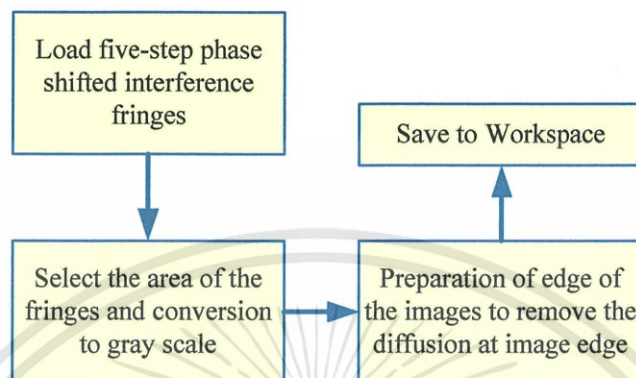 Load five-step phase
shifted interference
fringes
Select the area of the
fringes and conversion
to gray scale
Preparation of edge of
the images to remove the
diffusion at image edge
Save to Workspace